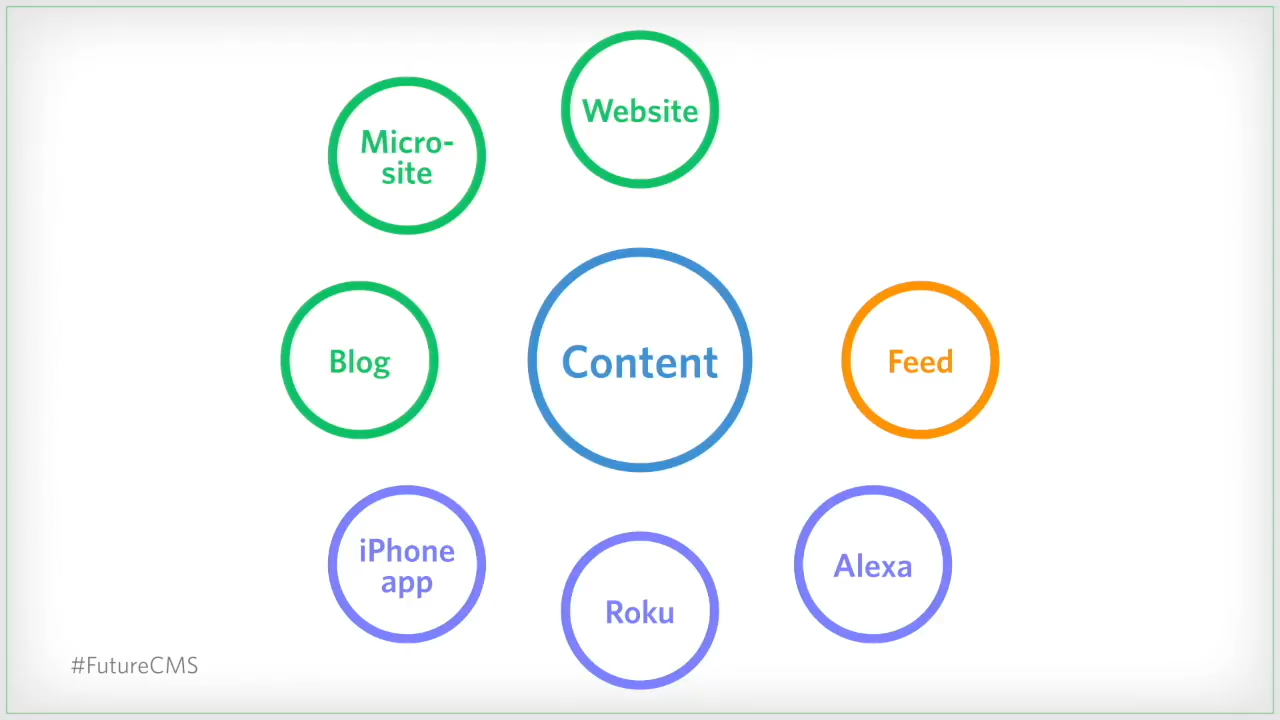 Website
Micro-
site
Blog
Content
Feed
iPhone
app
Roku
Alexa
#FutureCMS